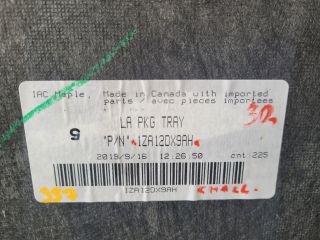 IAC Maple, Made in Canada with imported
parts / avec pieces importees
30
LA PKG TRAY
5
"P/N" 1ZA12DX9AH
2019/9/16 12:26:50 cnt 225
1ZA12DX9AH